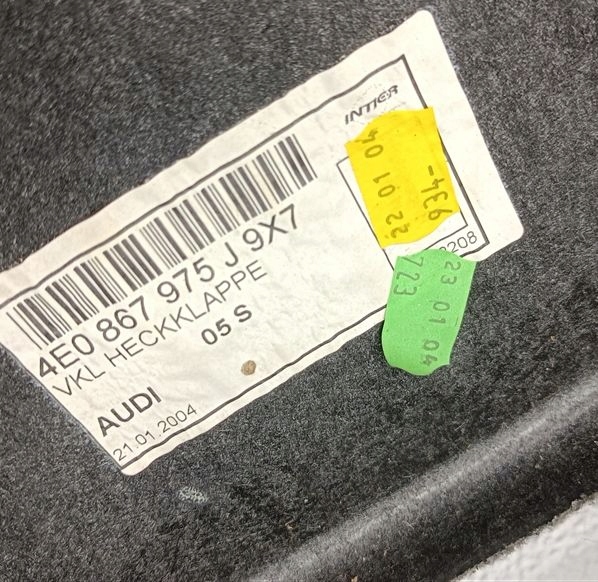 INTIER
4E0 867 975 J 9X7
VKL HECKKLAPPE
05 S
AUDI
21.01.2004
22 01 04
934-
2208
23 01 04
723